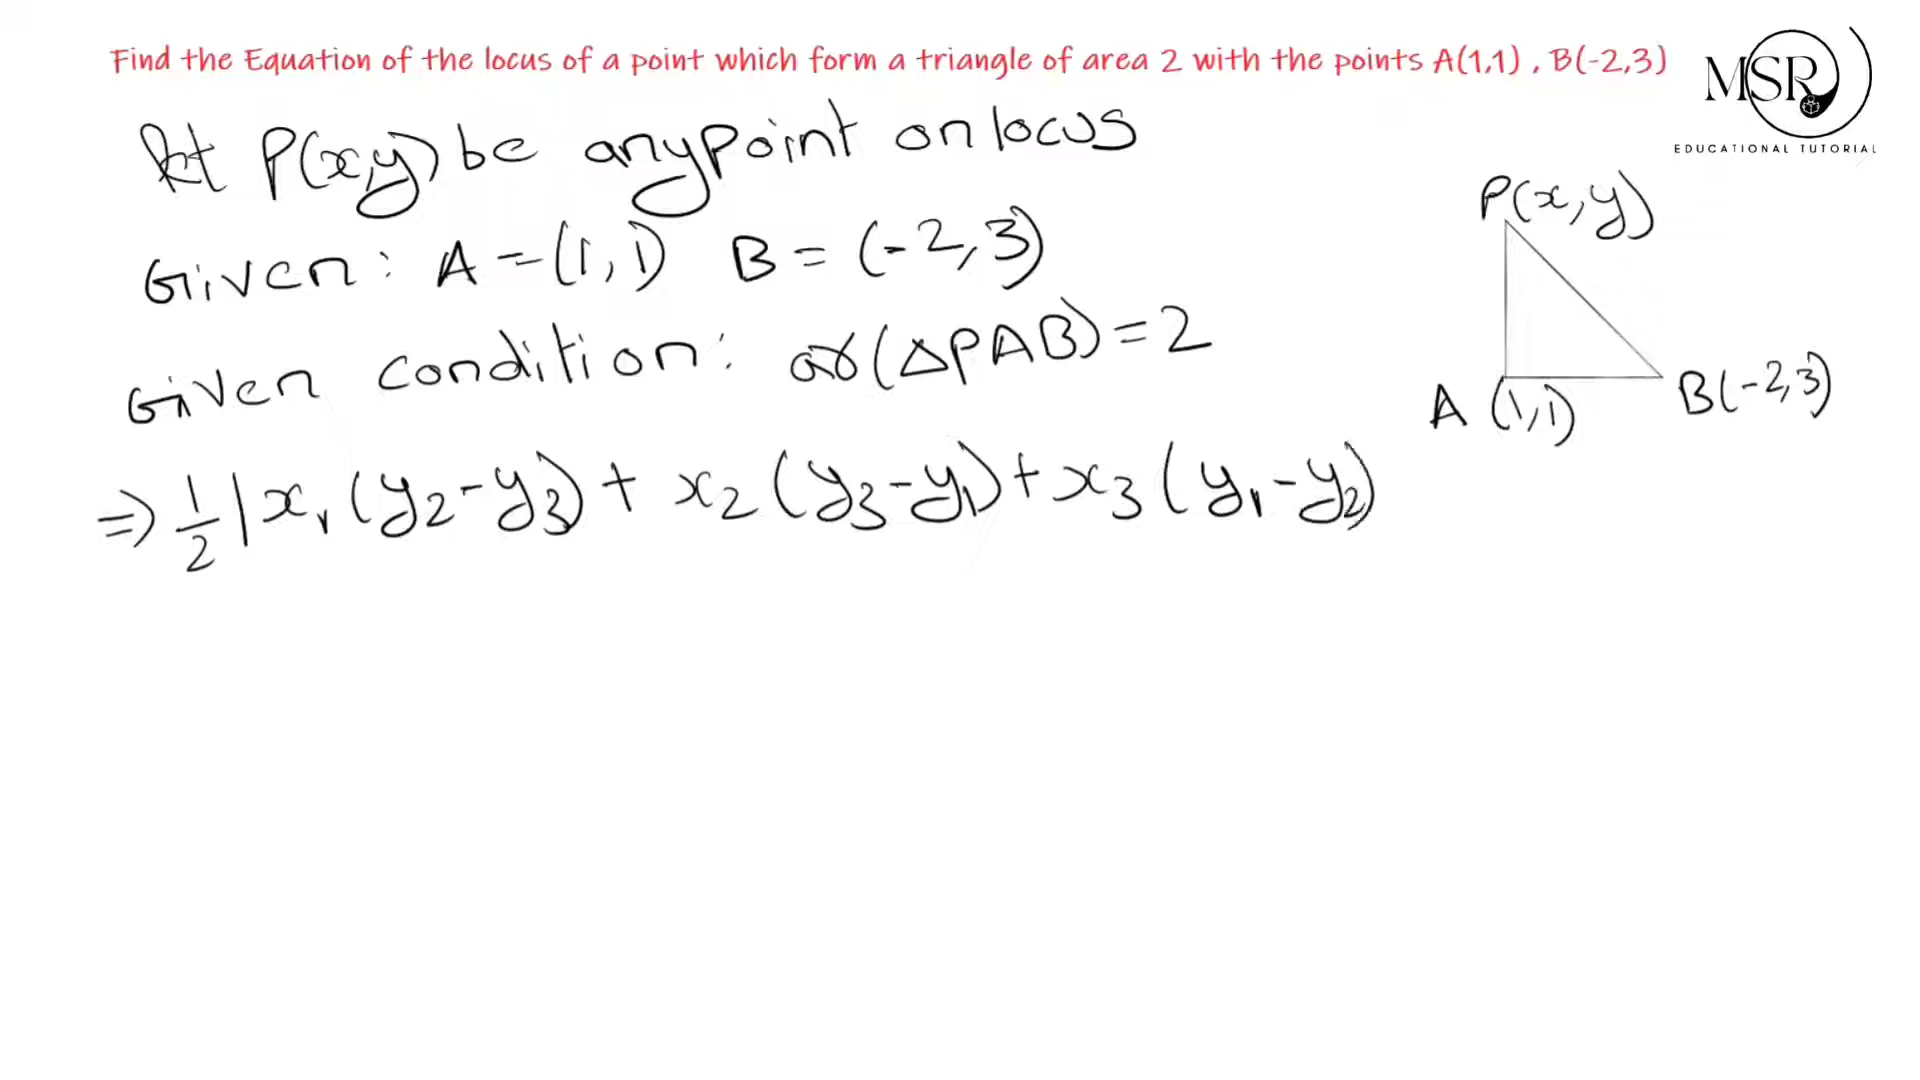 Find the Equation of the locus of a point which form a triangle of area 2 with the points A(1,1) , B(-2,3)
MSR
EDUCATIONAL TUTORIAL
let P(x,y) be any point on locus
Given: A = (1,1) B = (-2,3)
Given condition: ar(△PAB) = 2
⇒ 1/2 |x₁(y₂-y₃) + x₂(y₃-y₁) + x₃(y₁-y₂)
P(x,y)
A (1,1)
B(-2,3)